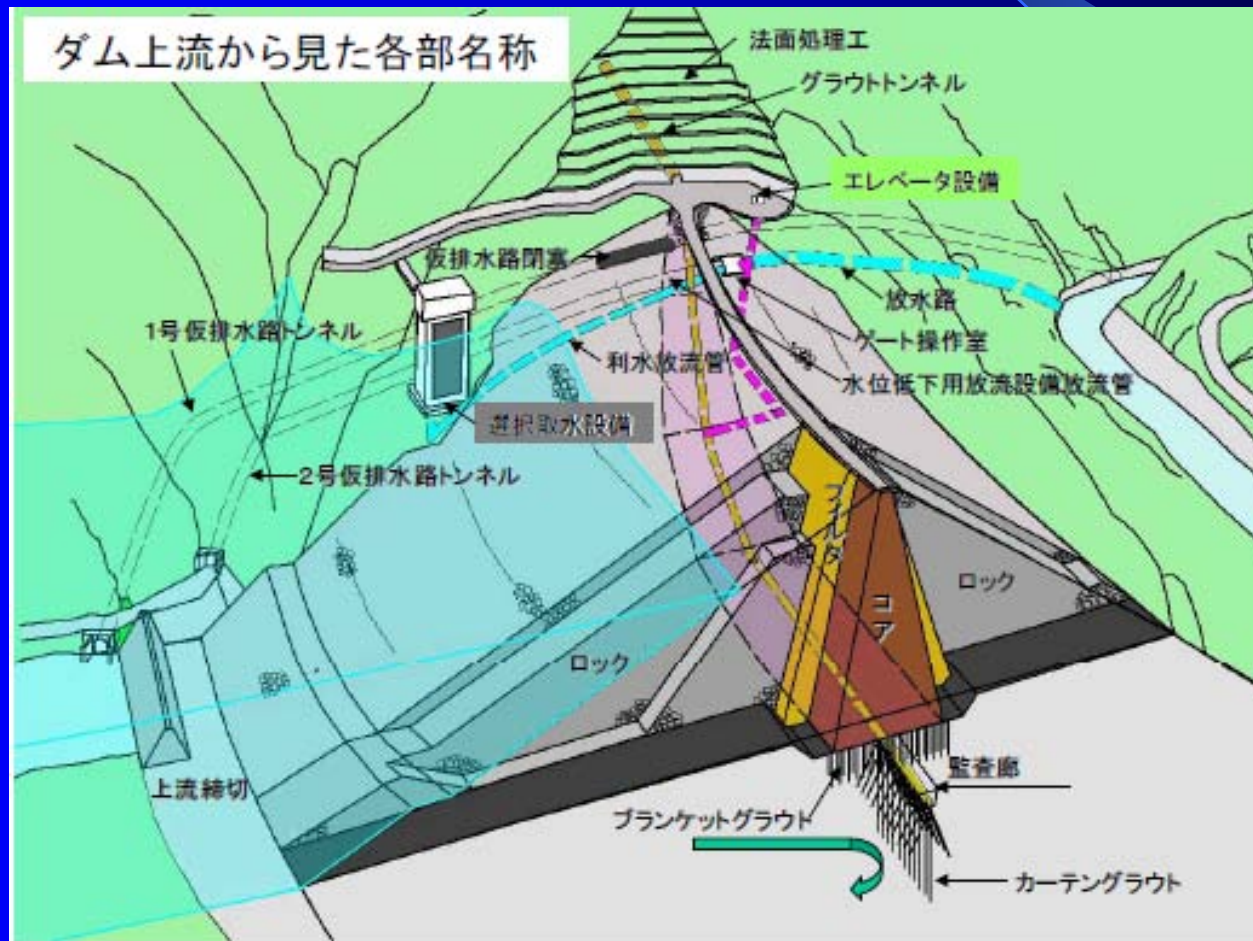 ダム上流から見た各部名称
法面処理工
グラウトトンネル
エレベータ設備
仮排水路閉塞
放水路
1号仮排水路トンネル
ゲート操作室
利水放流管
水位低下用放流設備放流管
選択取水設備
2号仮排水路トンネル
フィルタ
コア
ロック
ロック
上流締切
監査廊
ブランケットグラウト
カーテングラウト